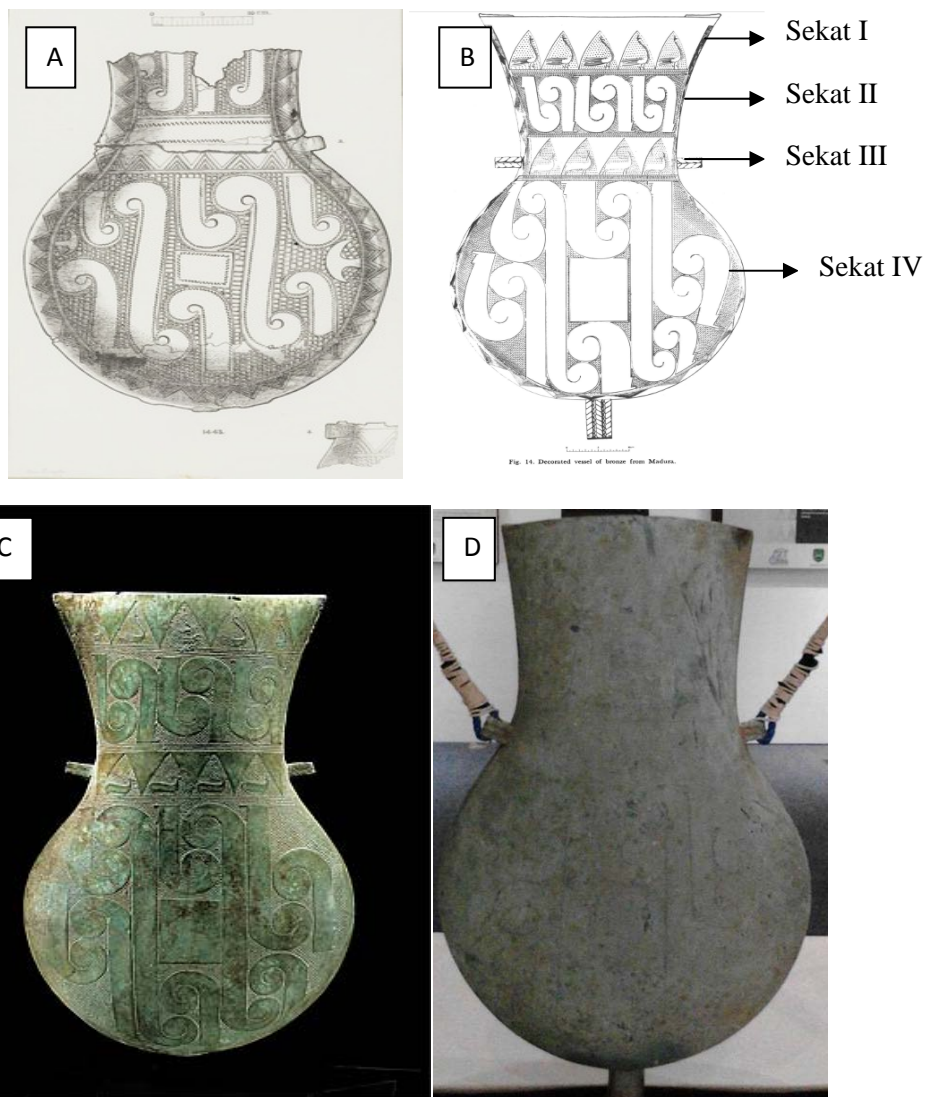 A
B
Sekat I
Sekat II
Sekat III
Sekat IV
Fig. 14. Decorated vessel of bronze from Madura.
C
D